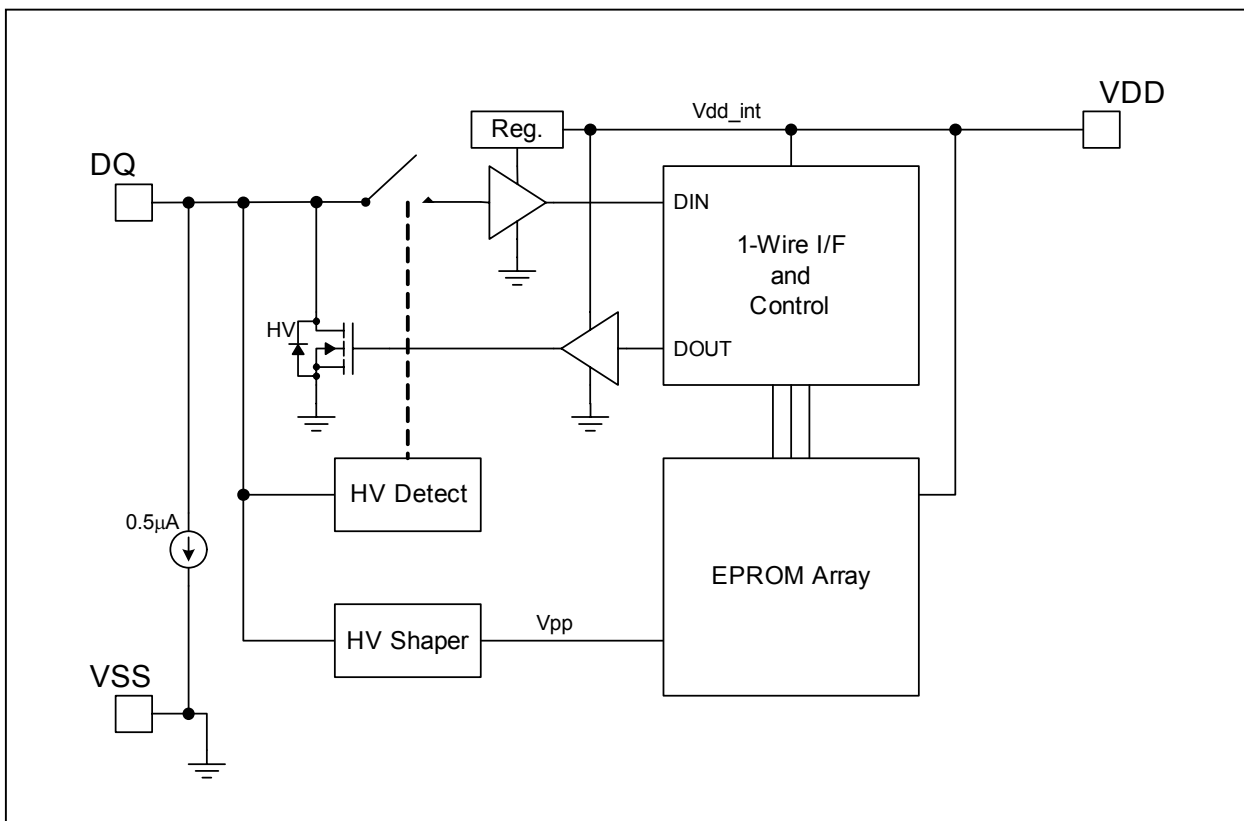 VDD
Vdd_int
Reg.
DQ
DIN
1-Wire I/F
and
Control
HV
DOUT
HV Detect
0.5μA
EPROM Array
HV Shaper
Vpp
VSS